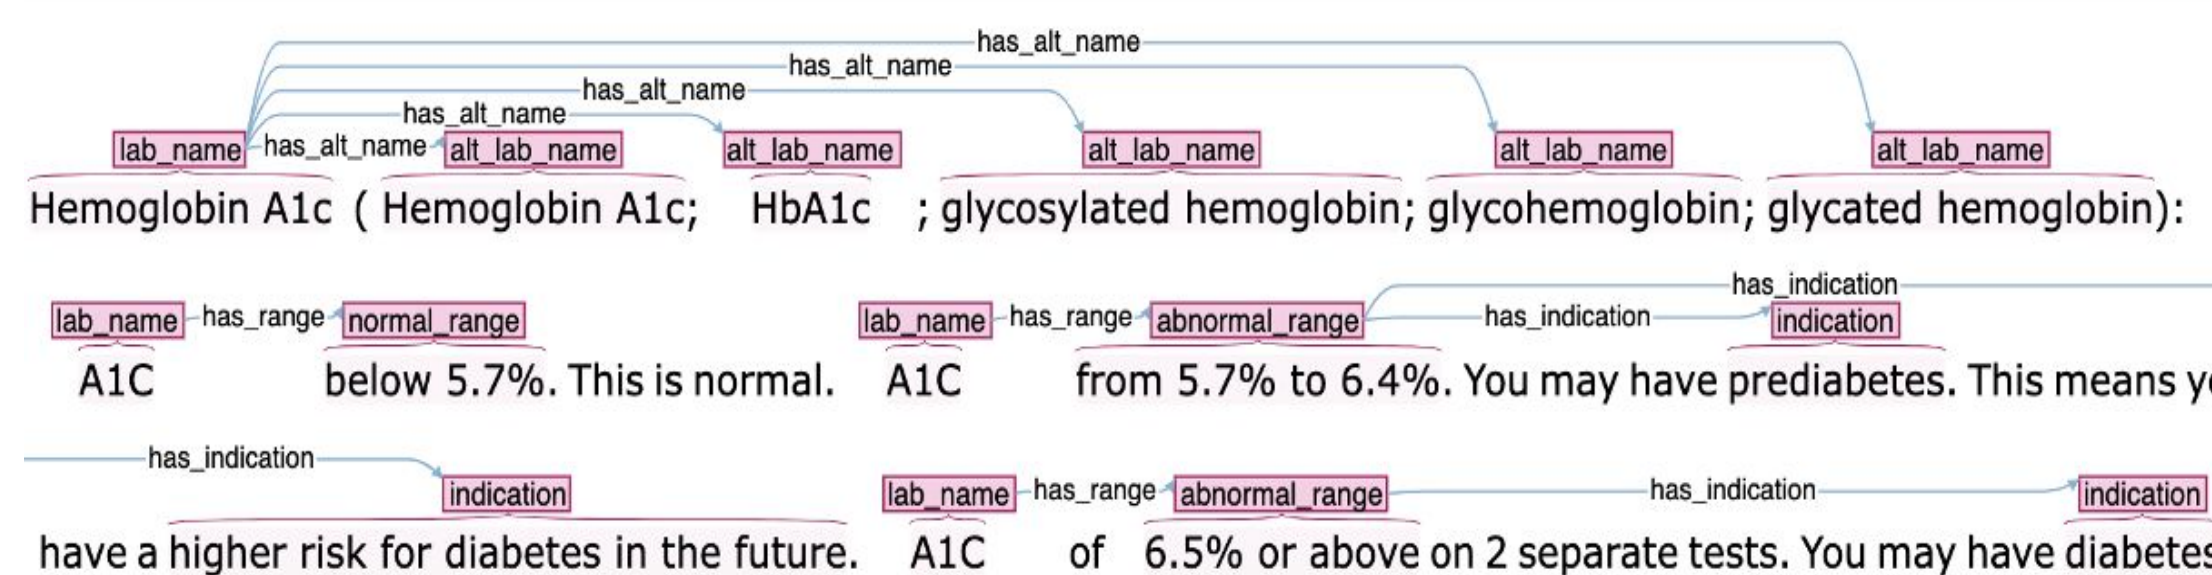 has_alt_name
has_alt_name
has_alt_name
has_alt_name
lab_name has_alt_name alt_lab_name alt_lab_name alt_lab_name alt_lab_name alt_lab_name
Hemoglobin A1c ( Hemoglobin A1c; HbA1c ; glycosylated hemoglobin; glycohemoglobin; glycated hemoglobin):
has_indication
lab_name has_range normal_range lab_name has_range abnormal_range has_indication indication
A1C below 5.7%. This is normal. A1C from 5.7% to 6.4%. You may have prediabetes. This means
has_indication
indication lab_name has_range abnormal_range has_indication indication
have a higher risk for diabetes in the future. A1C of 6.5% or above on 2 separate tests. You may have diabetes